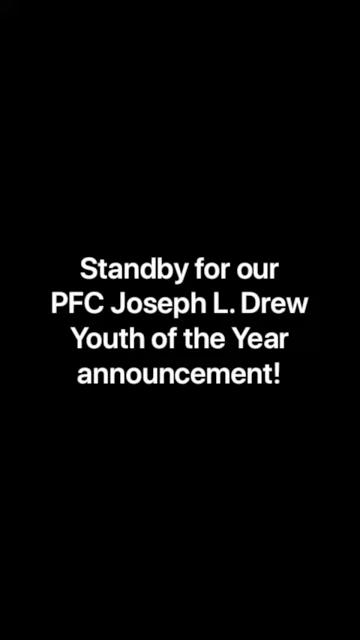 Standby for our
PFC Joseph L. Drew
Youth of the Year
announcement!